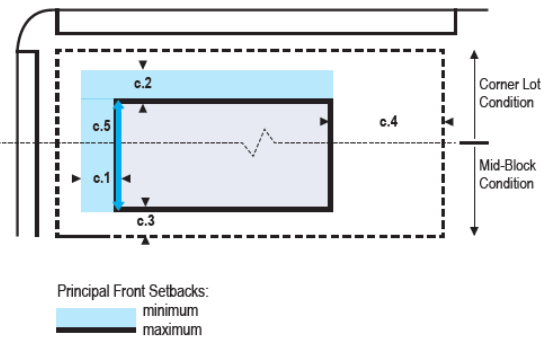 c.2
Corner Lot
Condition
c.5
c.4
c.1
Mid-Block
Condition
c.3
Principal Front Setbacks:
minimum
maximum